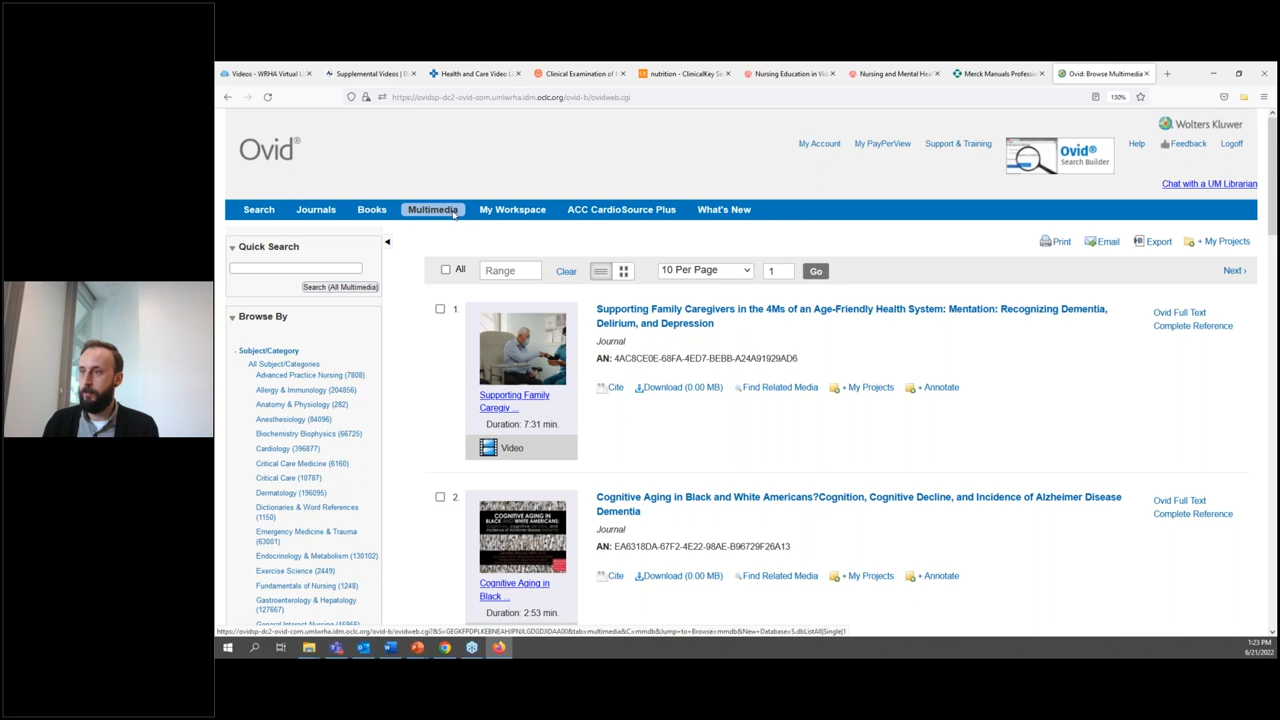 Videos - WRHA Virtual Li
Supplemental Videos | D
Health and Care Video Li
Clinical Examination of t
nutrition - ClinicalKey St
Nursing Education in Vid
Nursing and Mental Hea
Merck Manuals Professi
Ovid: Browse Multimedia
https://ovidsp-dc2-ovid-com.umlwrha.idm.oclc.org/ovid-b/ovidweb.cgi
130%
Wolters Kluwer
Ovid®
My Account
My PayPerView
Support & Training
Ovid®
Search Builder
Help
Feedback
Logoff
Chat with a UM Librarian
Search
Journals
Books
Multimedia
My Workspace
ACC CardioSource Plus
What's New
Quick Search
Search (All Multimedia)
Browse By
- Subject/Category
All Subject/Categories
Advanced Practice Nursing (7808)
Allergy & Immunology (204856)
Anatomy & Physiology (282)
Anesthesiology (84096)
Biochemistry Biophysics (66725)
Cardiology (396877)
Critical Care Medicine (6160)
Critical Care (10787)
Dermatology (196095)
Dictionaries & Word References
(1150)
Emergency Medicine & Trauma
(63001)
Endocrinology & Metabolism (130102)
Exercise Science (2449)
Fundamentals of Nursing (1248)
Gastroenterology & Hepatology
(127667)
Print
Email
Export
+ My Projects
All
Range
Clear
10 Per Page
1
Go
Next ›
1.
Supporting Family
Caregiv ...
Duration: 7:31 min.
Video
Supporting Family Caregivers in the 4Ms of an Age-Friendly Health System: Mentation: Recognizing Dementia,
Delirium, and Depression
Journal
AN: 4AC8CE0E-68FA-4ED7-BEBB-A24A91929AD6
Cite
Download (0.00 MB)
Find Related Media
+ My Projects
+ Annotate
Ovid Full Text
Complete Reference
2.
COGNITIVE AGING IN
BLACK AND WHITE AMERICANS:
Cognitive Aging in
Black ...
Duration: 2:53 min.
Cognitive Aging in Black and White Americans?Cognition, Cognitive Decline, and Incidence of Alzheimer Disease
Dementia
Journal
AN: EA6318DA-67F2-4E22-98AE-B96729F26A13
Cite
Download (0.00 MB)
Find Related Media
+ My Projects
+ Annotate
Ovid Full Text
Complete Reference
1:23 PM
6/21/2022